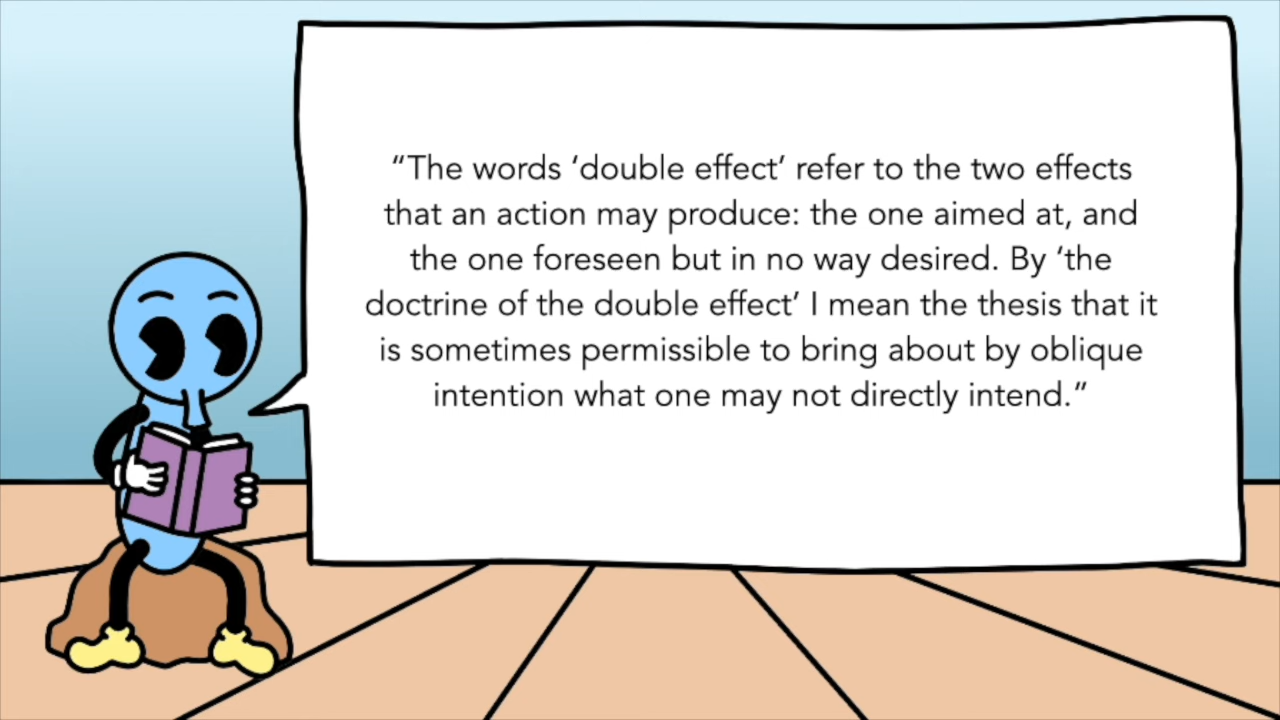 “The words ‘double effect’ refer to the two effects
that an action may produce: the one aimed at, and
the one foreseen but in no way desired. By ‘the
doctrine of the double effect’ I mean the thesis that it
is sometimes permissible to bring about by oblique
intention what one may not directly intend.”